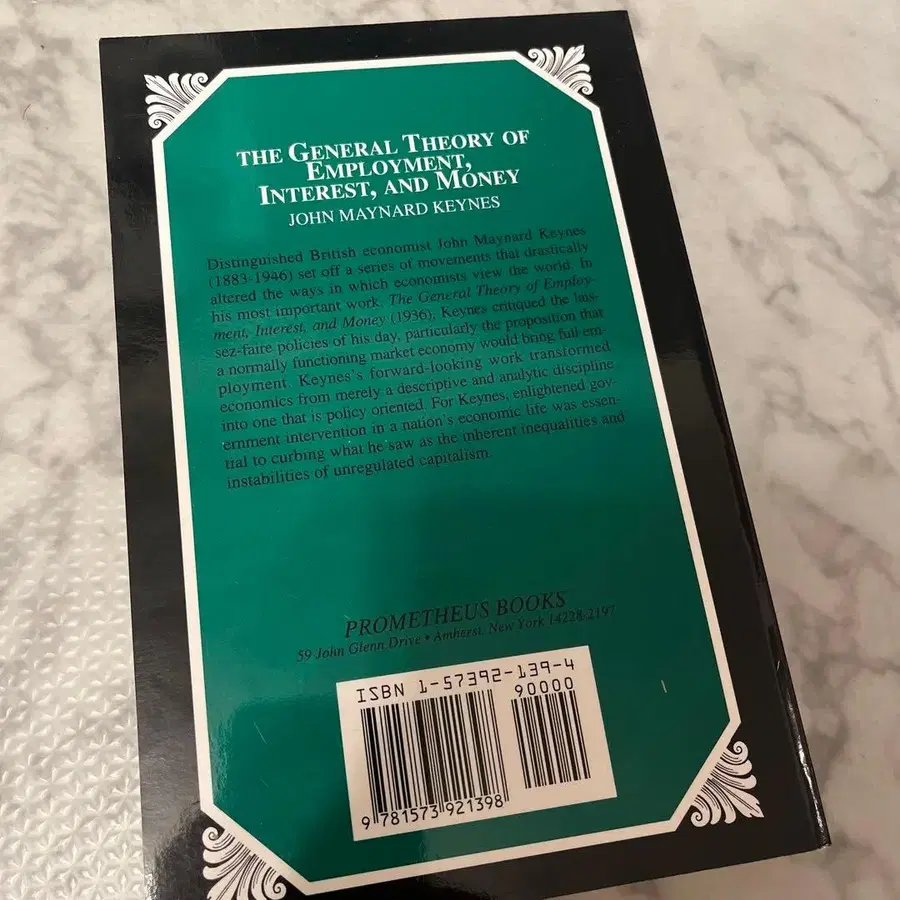 THE GENERAL THEORY OF
EMPLOYMENT,
INTEREST, AND MONEY
JOHN MAYNARD KEYNES
Distinguished British economist John Maynard Keynes
(1883-1946) set off a series of movements that drastically
altered the ways in which economists view the world. In
his most important work, The General Theory of Employ-
ment, Interest, and Money (1936), Keynes critiqued the lais-
sez-faire policies of his day, particularly the proposition that
a normally functioning market economy would bring full em-
ployment. Keynes's forward-looking work transformed
economics from merely a descriptive and analytic discipline
into one that is policy oriented. For Keynes, enlightened gov-
ernment intervention in a nation's economic life was essen-
tial to curbing what he saw as the inherent inequalities and
instabilities of unregulated capitalism.
PROMETHEUS BOOKS
59 John Glenn Drive • Amherst, New York 14228-2197
ISBN 1-57392-139-4
90000
9 781573 921398